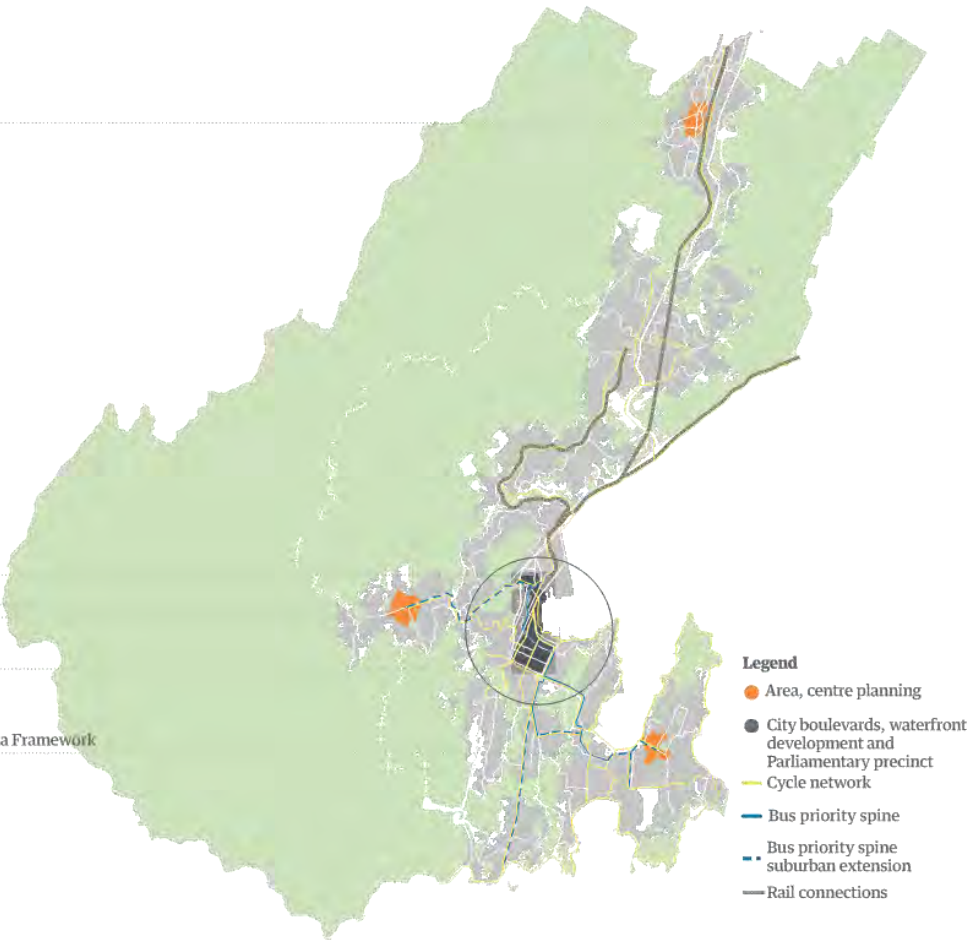 Legend
Area, centre planning
City boulevards, waterfront
development and
Parliamentary precinct
Cycle network
Bus priority spine
Bus priority spine
suburban extension
Rail connections
a Framework